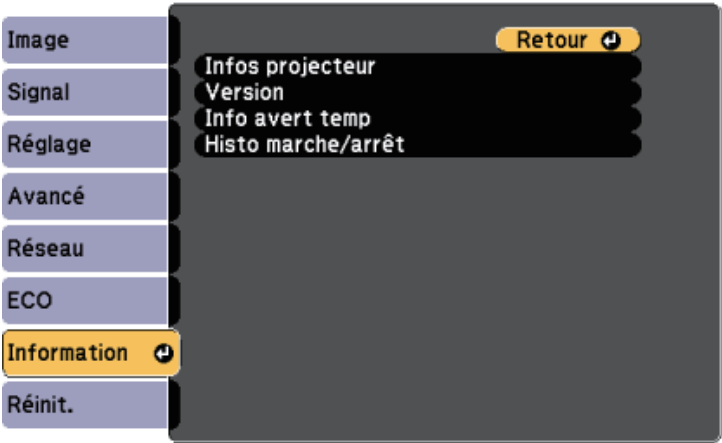 Image
Signal
Réglage
Avancé
Réseau
ECO
Information
Réinit.
Retour
Infos projecteur
Version
Info avert temp
Histo marche/arrêt